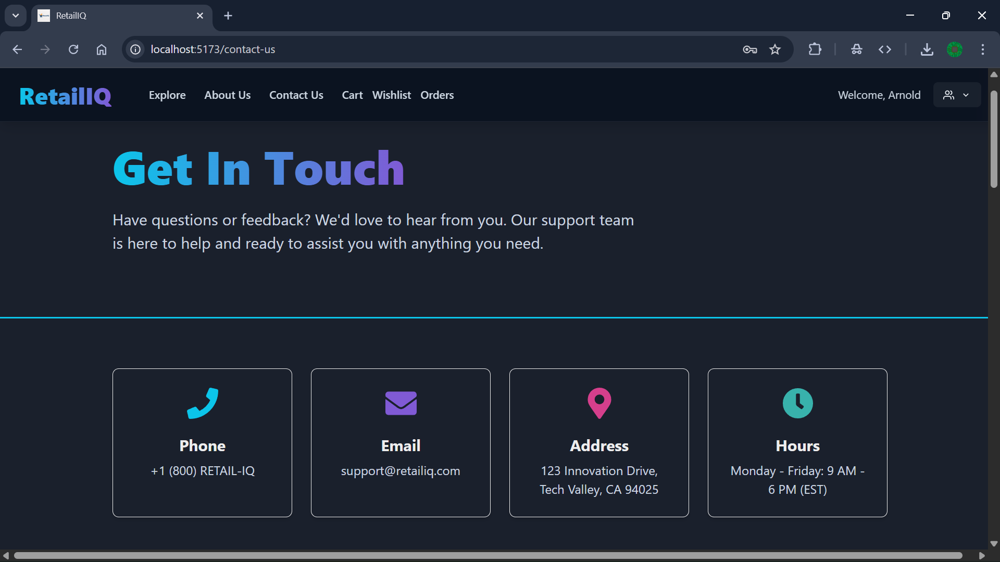 RetailIQ
localhost:5173/contact-us
RetailIQ
Explore About Us Contact Us Cart Wishlist Orders
Welcome, Arnold
Get In Touch
Have questions or feedback? We'd love to hear from you. Our support team
is here to help and ready to assist you with anything you need.
Phone
+1 (800) RETAIL-IQ
Email
support@retailiq.com
Address
123 Innovation Drive,
Tech Valley, CA 94025
Hours
Monday - Friday: 9 AM -
6 PM (EST)